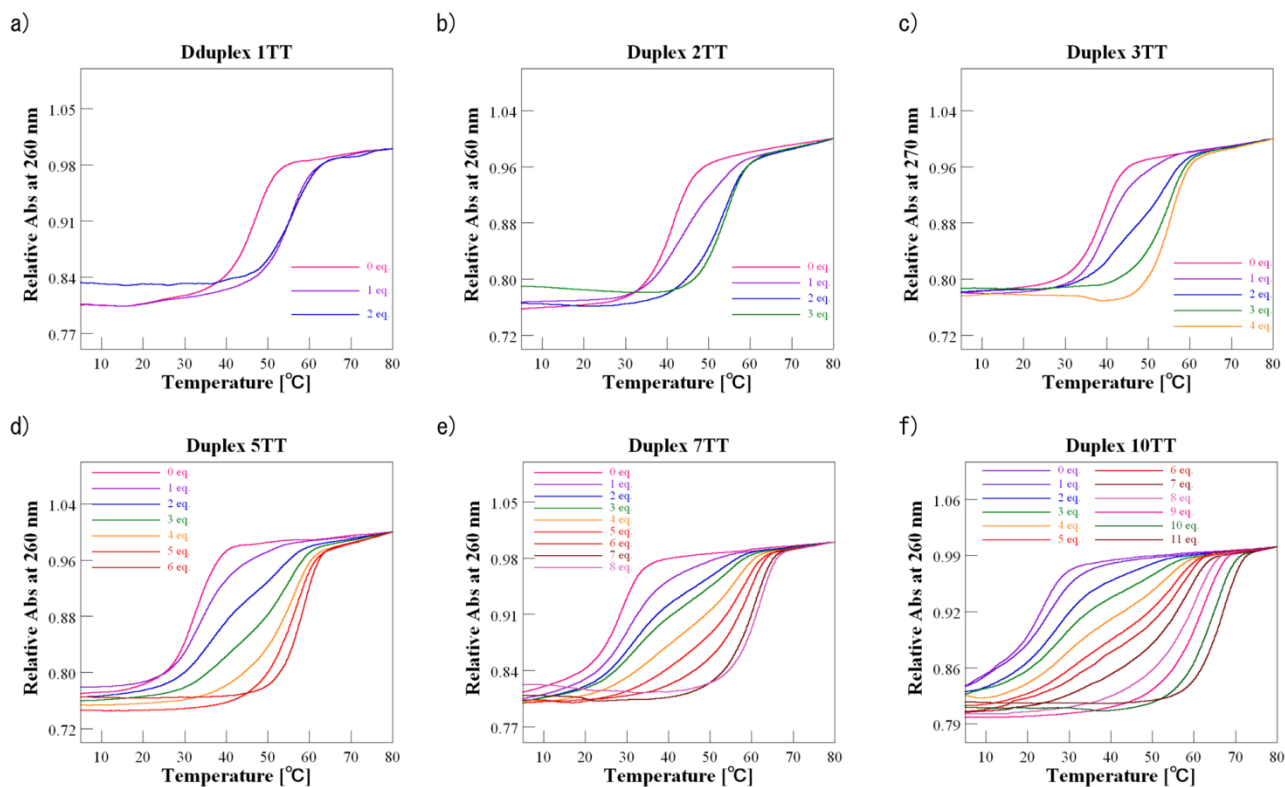 a)
Dduplex 1TT
Relative Abs at 260 nm
1.05
0.98
0.91
0.84
0.77
0 eq.
1 eq.
2 eq.
10 20 30 40 50 60 70 80
Temperature [℃]
b)
Duplex 2TT
Relative Abs at 260 nm
1.04
0.96
0.88
0.80
0.72
0 eq.
1 eq.
2 eq.
3 eq.
10 20 30 40 50 60 70 80
Temperature [℃]
c)
Duplex 3TT
Relative Abs at 270 nm
1.04
0.96
0.88
0.80
0.72
0 eq.
1 eq.
2 eq.
3 eq.
4 eq.
10 20 30 40 50 60 70 80
Temperature [℃]
d)
Duplex 5TT
Relative Abs at 260 nm
1.04
0.96
0.88
0.80
0.72
0 eq.
1 eq.
2 eq.
3 eq.
4 eq.
5 eq.
6 eq.
10 20 30 40 50 60 70 80
Temperature [℃]
e)
Duplex 7TT
Relative Abs at 260 nm
1.05
0.98
0.91
0.84
0.77
0 eq.
1 eq.
2 eq.
3 eq.
4 eq.
5 eq.
6 eq.
7 eq.
8 eq.
10 20 30 40 50 60 70 80
Temperature [℃]
f)
Duplex 10TT
Relative Abs at 260 nm
1.06
0.99
0.92
0.86
0.79
0 eq.
1 eq.
2 eq.
3 eq.
4 eq.
5 eq.
6 eq.
7 eq.
8 eq.
9 eq.
10 eq.
11 eq.
10 20 30 40 50 60 70 80
Temperature [℃]